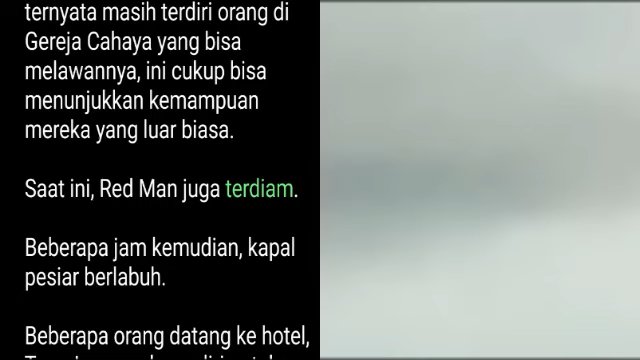 ternyata masih terdiri orang di
Gereja Cahaya yang bisa
melawannya, ini cukup bisa
menunjukkan kemampuan
mereka yang luar biasa.
Saat ini, Red Man juga terdiam.
Beberapa jam kemudian, kapal
pesiar berlabuh.
Beberapa orang datang ke hotel,